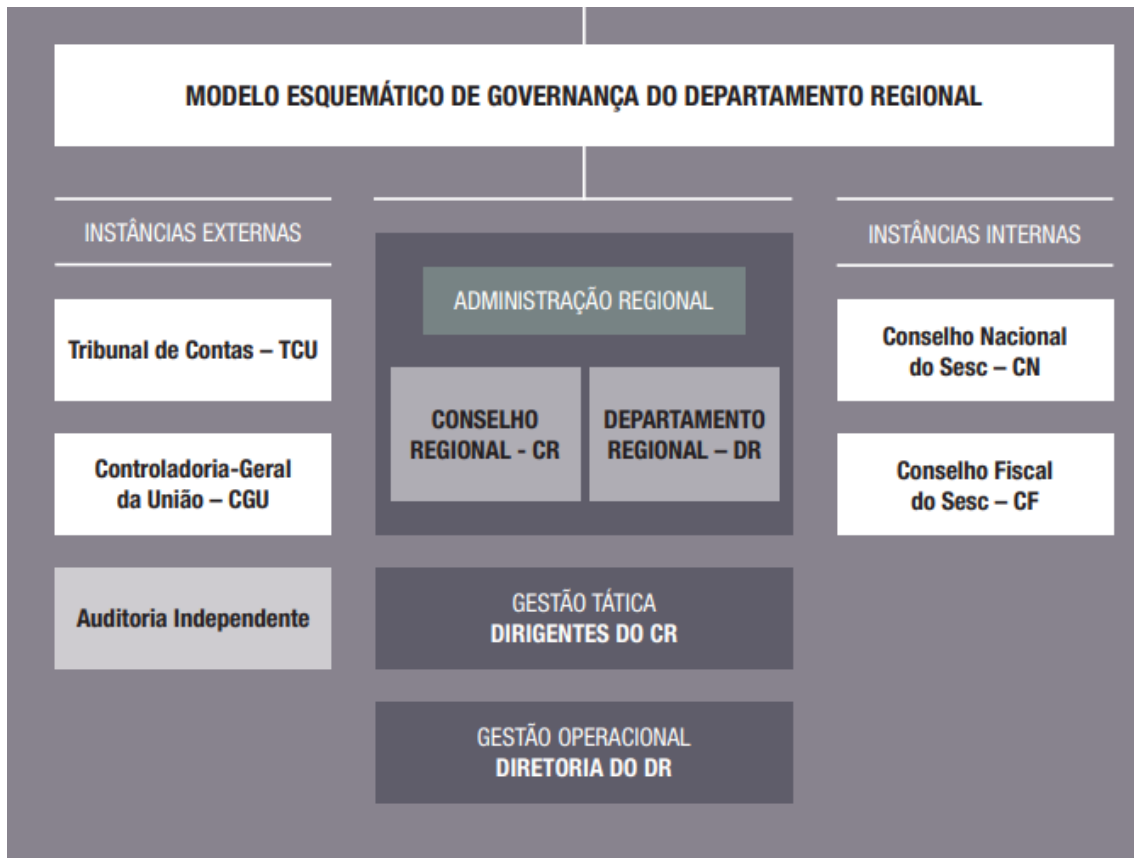 MODELO ESQUEMÁTICO DE GOVERNANÇA DO DEPARTAMENTO REGIONAL
INSTÂNCIAS EXTERNAS
Tribunal de Contas – TCU
Controladoria-Geral
da União – CGU
Auditoria Independente
ADMINISTRAÇÃO REGIONAL
CONSELHO
REGIONAL - CR
DEPARTAMENTO
REGIONAL – DR
GESTÃO TÁTICA
DIRIGENTES DO CR
GESTÃO OPERACIONAL
DIRETORIA DO DR
INSTÂNCIAS INTERNAS
Conselho Nacional
do Sesc – CN
Conselho Fiscal
do Sesc – CF